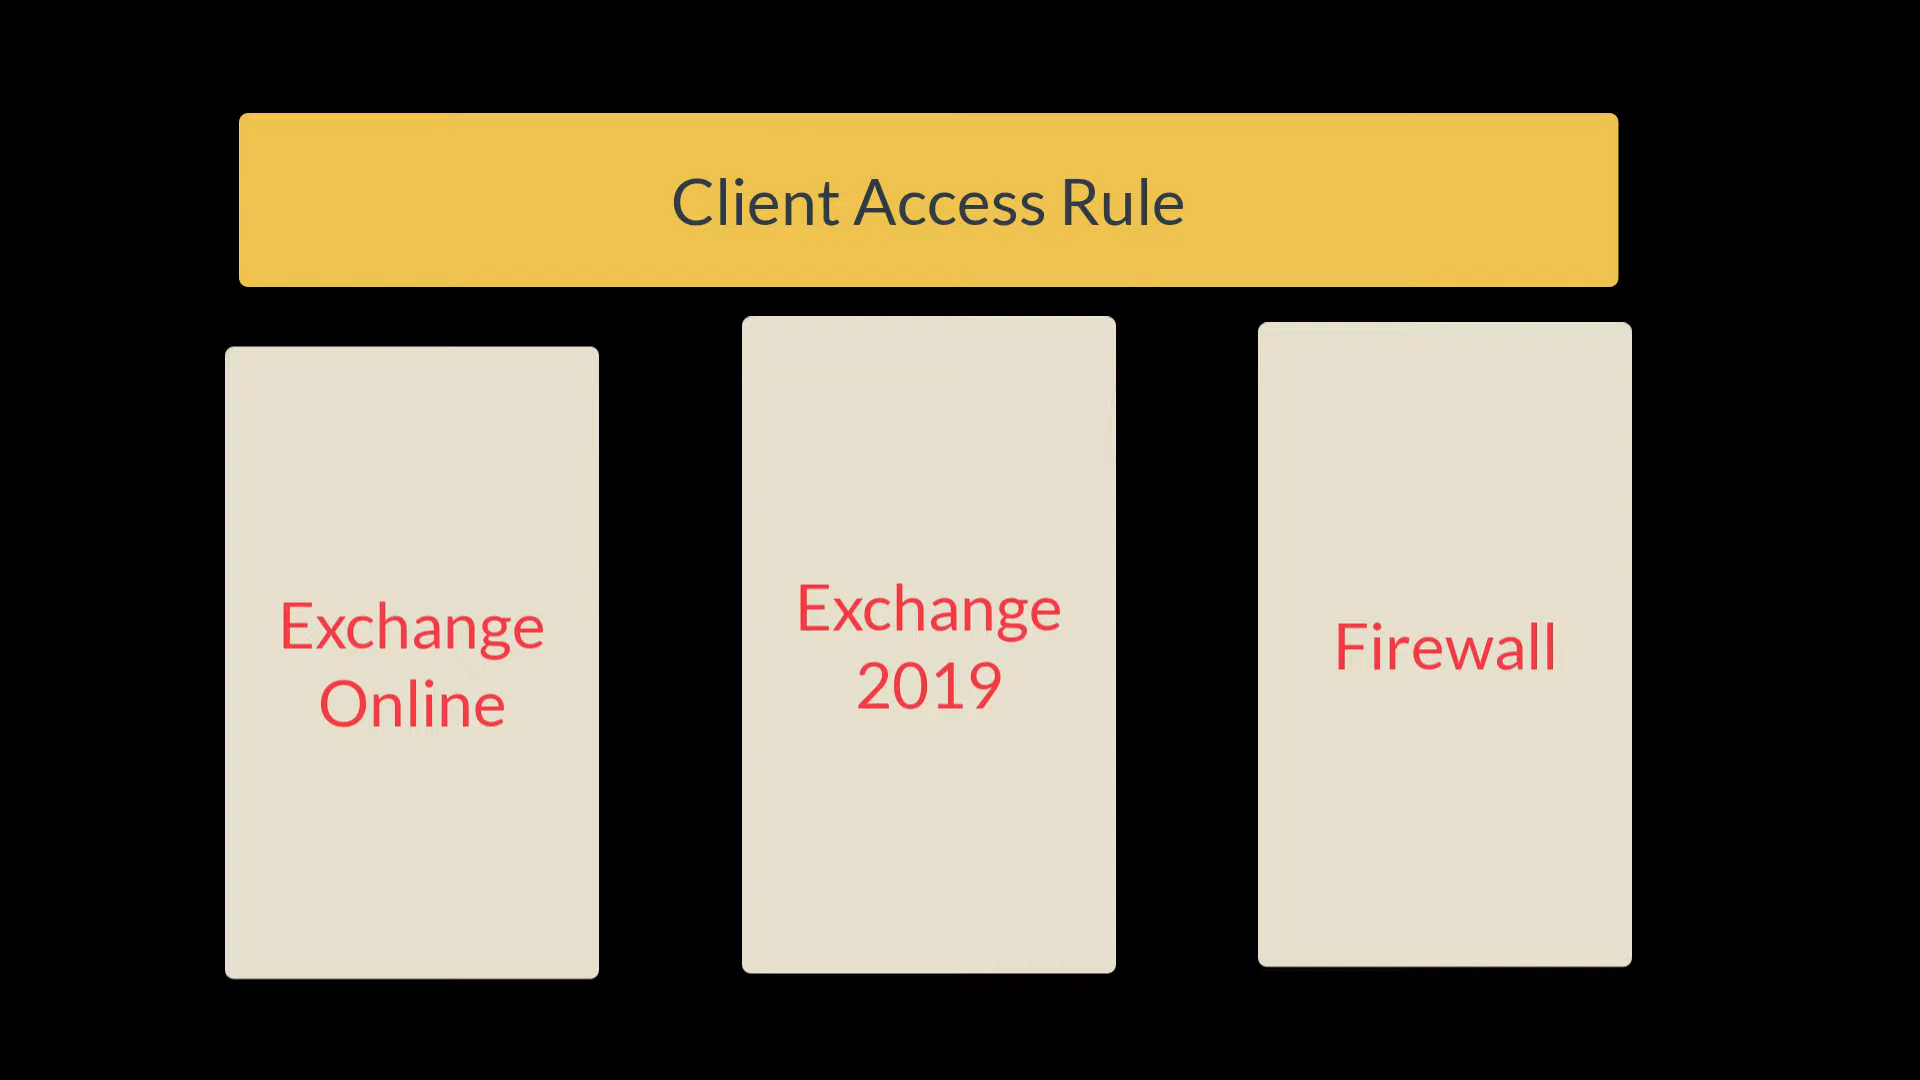 Client Access Rule
Exchange
Online
Exchange
2019
Firewall